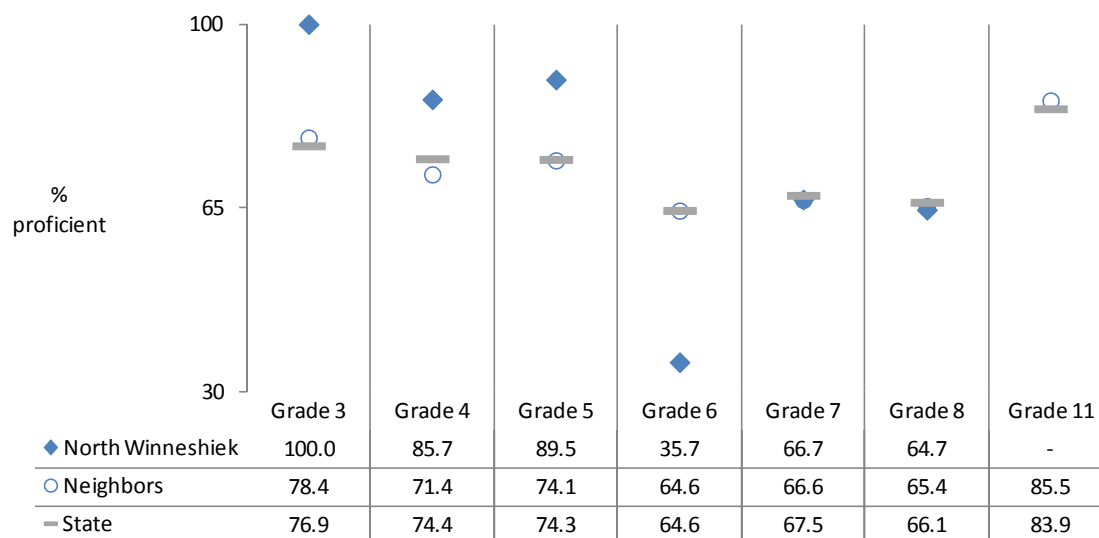 100
65
30
%
proficient
Grade 3 Grade 4 Grade 5 Grade 6 Grade 7 Grade 8 Grade 11
North Winneshiek 100.0 85.7 89.5 35.7 66.7 64.7 -
Neighbors 78.4 71.4 74.1 64.6 66.6 65.4 85.5
State 76.9 74.4 74.3 64.6 67.5 66.1 83.9